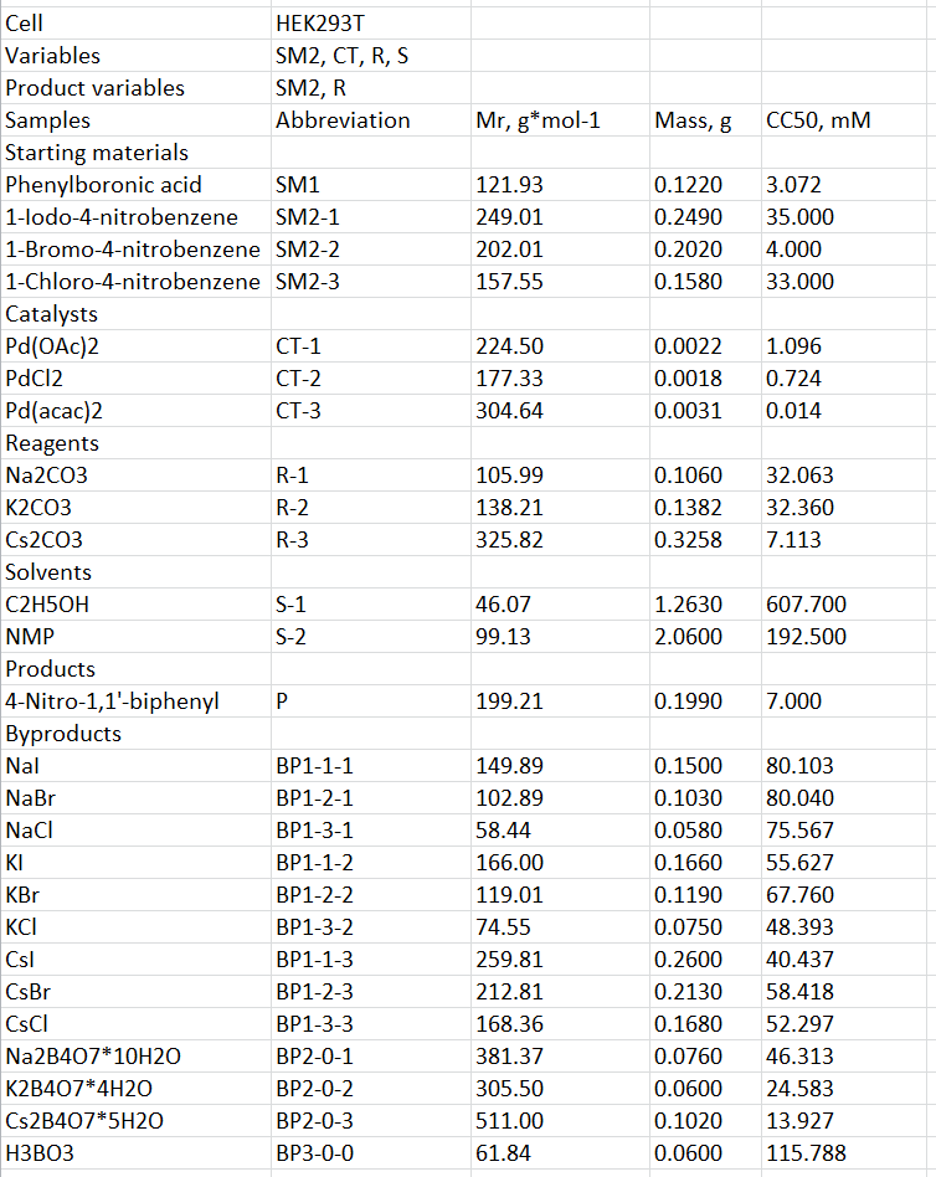 Cell HEK293T
Variables SM2, CT, R, S
Product variables SM2, R
Samples Abbreviation Mr, g*mol-1 Mass, g CC50, mM
Starting materials
Phenylboronic acid SM1 121.93 0.1220 3.072
1-Iodo-4-nitrobenzene SM2-1 249.01 0.2490 35.000
1-Bromo-4-nitrobenzene SM2-2 202.01 0.2020 4.000
1-Chloro-4-nitrobenzene SM2-3 157.55 0.1580 33.000
Catalysts
Pd(OAc)2 CT-1 224.50 0.0022 1.096
PdCl2 CT-2 177.33 0.0018 0.724
Pd(acac)2 CT-3 304.64 0.0031 0.014
Reagents
Na2CO3 R-1 105.99 0.1060 32.063
K2CO3 R-2 138.21 0.1382 32.360
Cs2CO3 R-3 325.82 0.3258 7.113
Solvents
C2H5OH S-1 46.07 1.2630 607.700
NMP S-2 99.13 2.0600 192.500
Products
4-Nitro-1,1'-biphenyl P 199.21 0.1990 7.000
Byproducts
NaI BP1-1-1 149.89 0.1500 80.103
NaBr BP1-2-1 102.89 0.1030 80.040
NaCl BP1-3-1 58.44 0.0580 75.567
KI BP1-1-2 166.00 0.1660 55.627
KBr BP1-2-2 119.01 0.1190 67.760
KCl BP1-3-2 74.55 0.0750 48.393
CsI BP1-1-3 259.81 0.2600 40.437
CsBr BP1-2-3 212.81 0.2130 58.418
CsCl BP1-3-3 168.36 0.1680 52.297
Na2B4O7*10H2O BP2-0-1 381.37 0.0760 46.313
K2B4O7*4H2O BP2-0-2 305.50 0.0600 24.583
Cs2B4O7*5H2O BP2-0-3 511.00 0.1020 13.927
H3BO3 BP3-0-0 61.84 0.0600 115.788